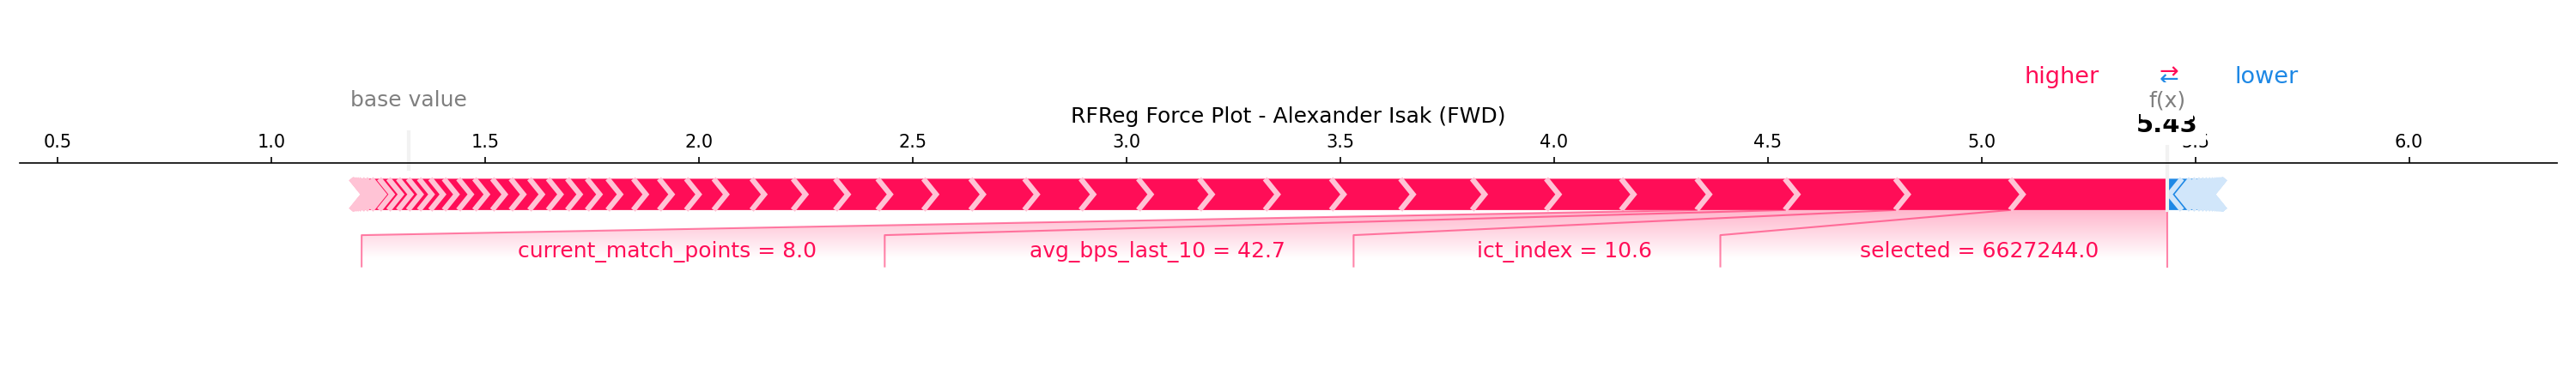 higher ⇄ lower
base value
f(x)
RFReg Force Plot - Alexander Isak (FWD)
5.43
0.5 1.0 1.5 2.0 2.5 3.0 3.5 4.0 4.5 5.0 6.0
current_match_points = 8.0 avg_bps_last_10 = 42.7 ict_index = 10.6 selected = 6627244.0